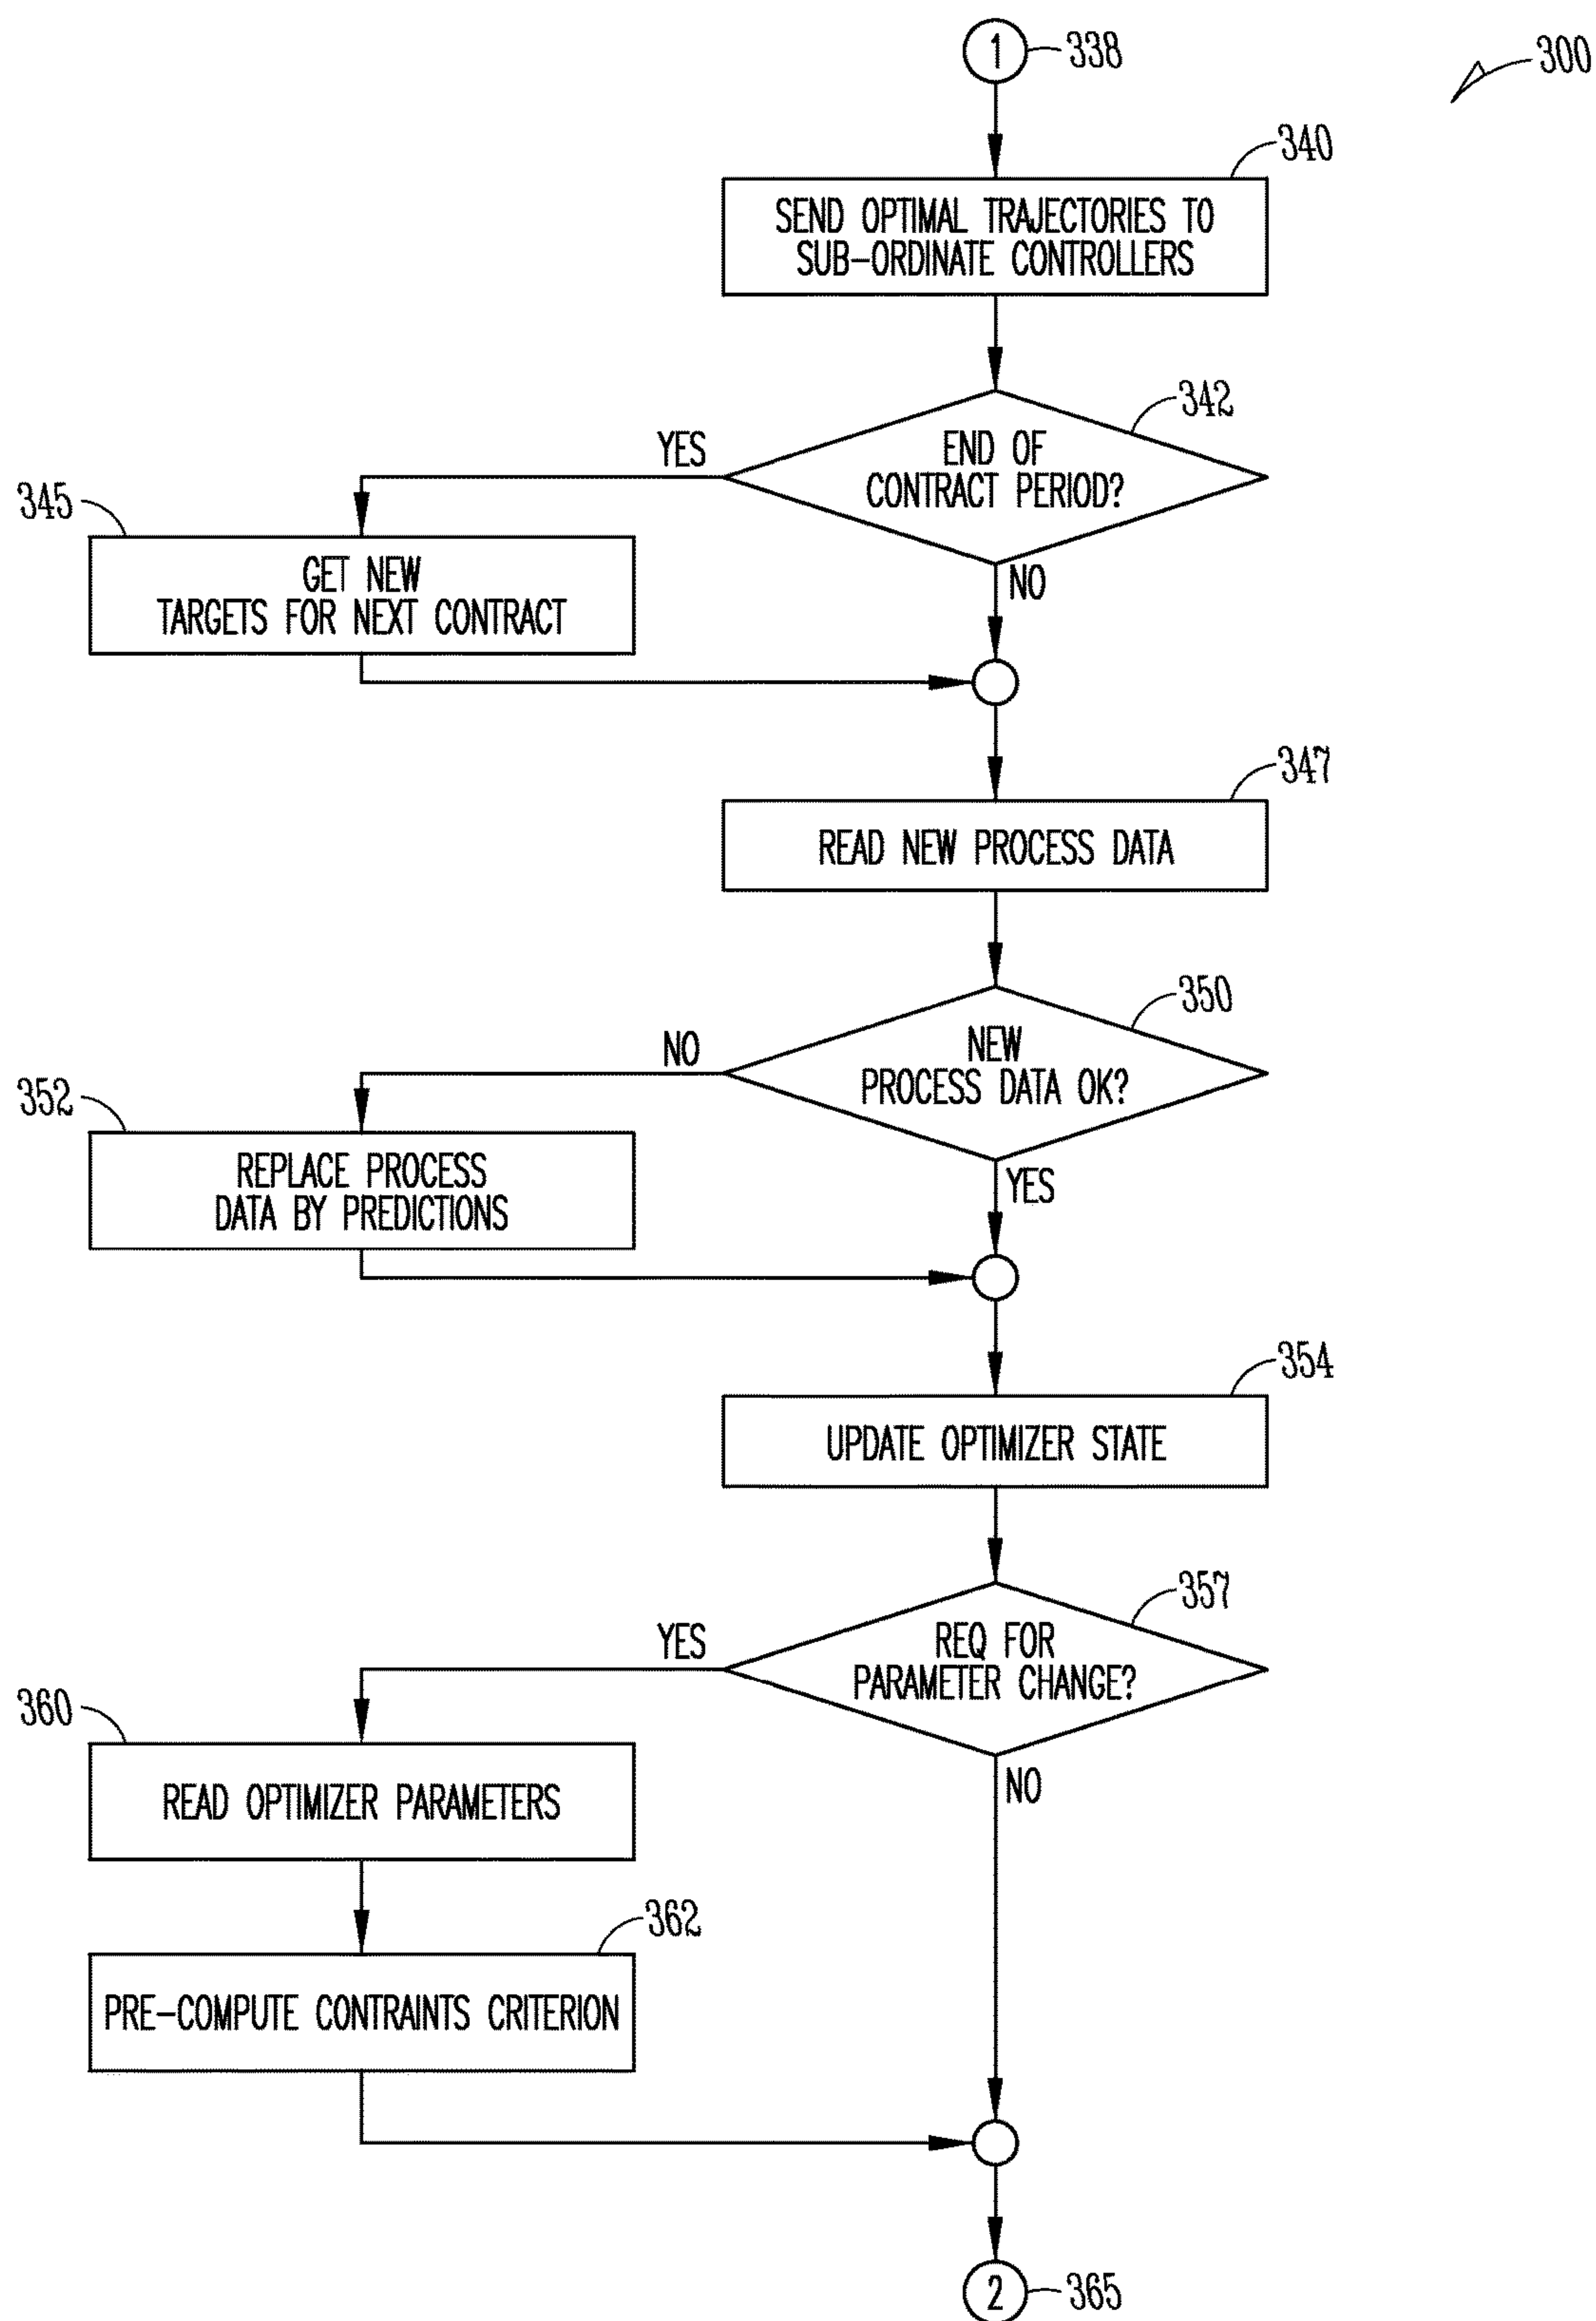 1
338
300
340
SEND OPTIMAL TRAJECTORIES TO
SUB-ORDINATE CONTROLLERS
342
END OF
CONTRACT PERIOD?
YES
NO
345
GET NEW
TARGETS FOR NEXT CONTRACT
347
READ NEW PROCESS DATA
350
NEW
PROCESS DATA OK?
NO
YES
352
REPLACE PROCESS
DATA BY PREDICTIONS
354
UPDATE OPTIMIZER STATE
357
REQ FOR
PARAMETER CHANGE?
YES
NO
360
READ OPTIMIZER PARAMETERS
362
PRE-COMPUTE CONTRAINTS CRITERION
2
365